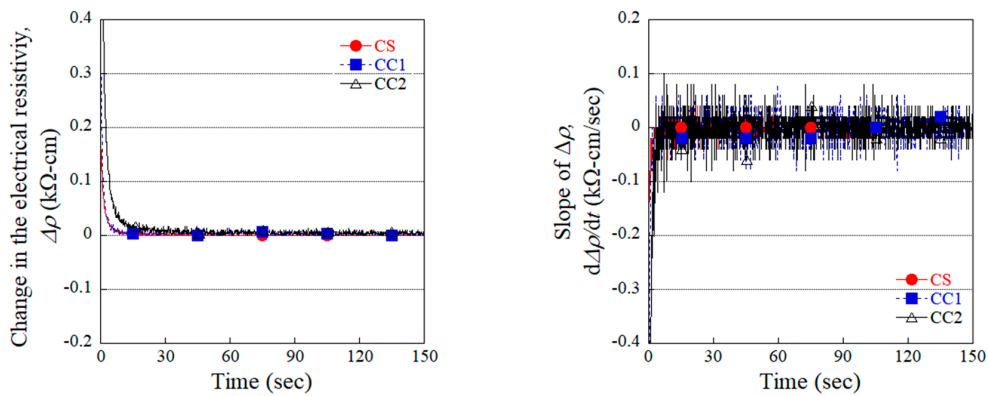 Change in the electrical resistiviy,
Δρ (kΩ-cm)
0.4
0.3
0.2
0.1
0
-0.1
-0.2
CS
CC1
CC2
0 30 60 90 120 150
Time (sec)
Slope of Δρ,
dΔρ/dt (kΩ-cm/sec)
0.2
0.1
0
-0.1
-0.2
-0.3
-0.4
CS
CC1
CC2
0 30 60 90 120 150
Time (sec)